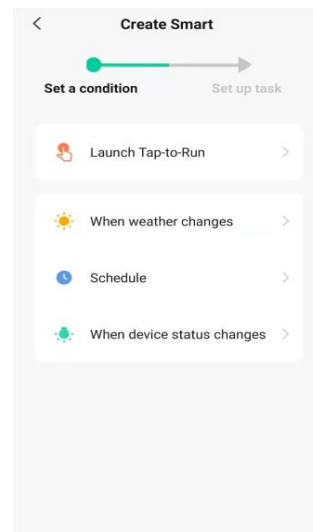 Create Smart
Set a condition
Set up task
Launch Tap-to-Run
When weather changes
Schedule
When device status changes